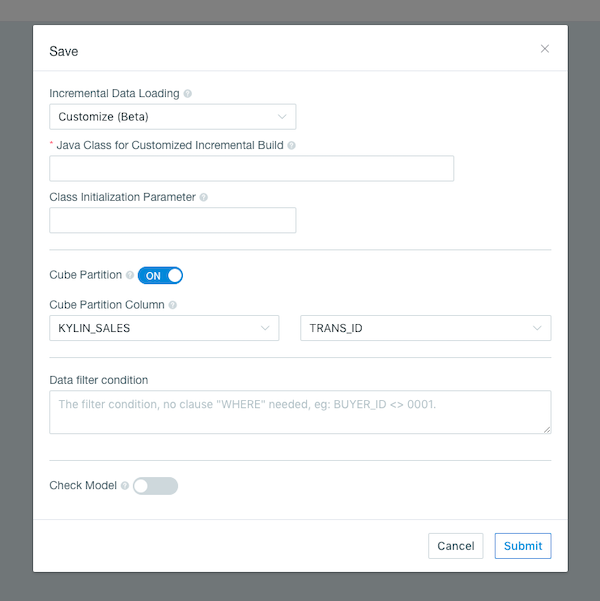 Save
Incremental Data Loading ?
Customize (Beta)
* Java Class for Customized Incremental Build ?
Class Initialization Parameter ?
Cube Partition ? ON
Cube Partition Column ?
KYLIN_SALES TRANS_ID
Data filter condition
The filter condition, no clause "WHERE" needed, eg: BUYER_ID <> 0001.
Check Model ?
Cancel Submit